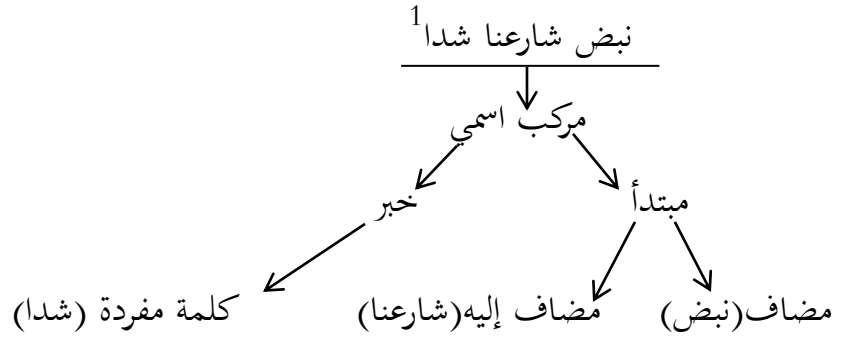 نبض شارعنا شدا1
مركب اسمي
مبتدأ خبر
مضاف(نبض) مضاف إليه(شارعنا) كلمة مفردة (شدا)